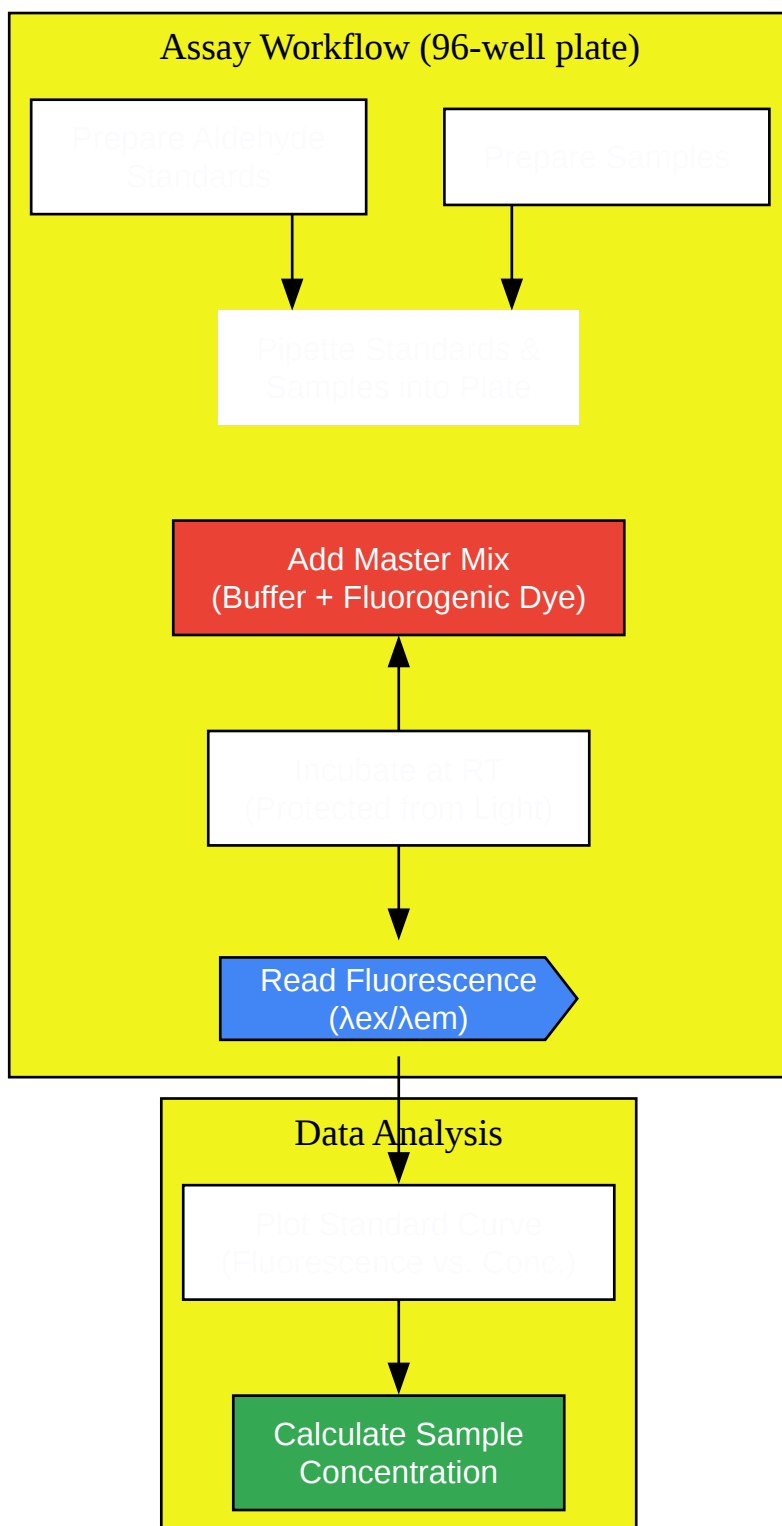 Assay Workflow (96-well plate)
Prepare Aldehyde
Standards
Prepare Samples
Pipette Standards &
Samples into Plate
Add Master Mix
(Buffer + Fluorogenic Dye)
Incubate at RT
(Protected from Light)
Read Fluorescence
(λex/λem)
Data Analysis
Plot Standard Curve
(Fluorescence vs. Conc.)
Calculate Sample
Concentration